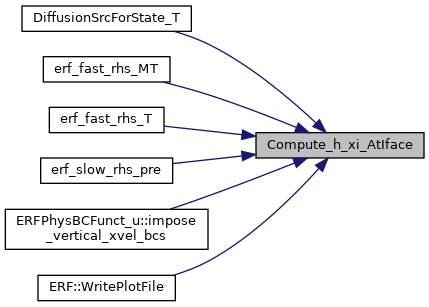 DiffusionSrcForState_T
erf_fast_rhs_MT
erf_fast_rhs_T
Compute_h_xi_AtIface
erf_slow_rhs_pre
ERFPhysBCFunct_u::impose
_vertical_xvel_bcs
ERF::WritePlotFile